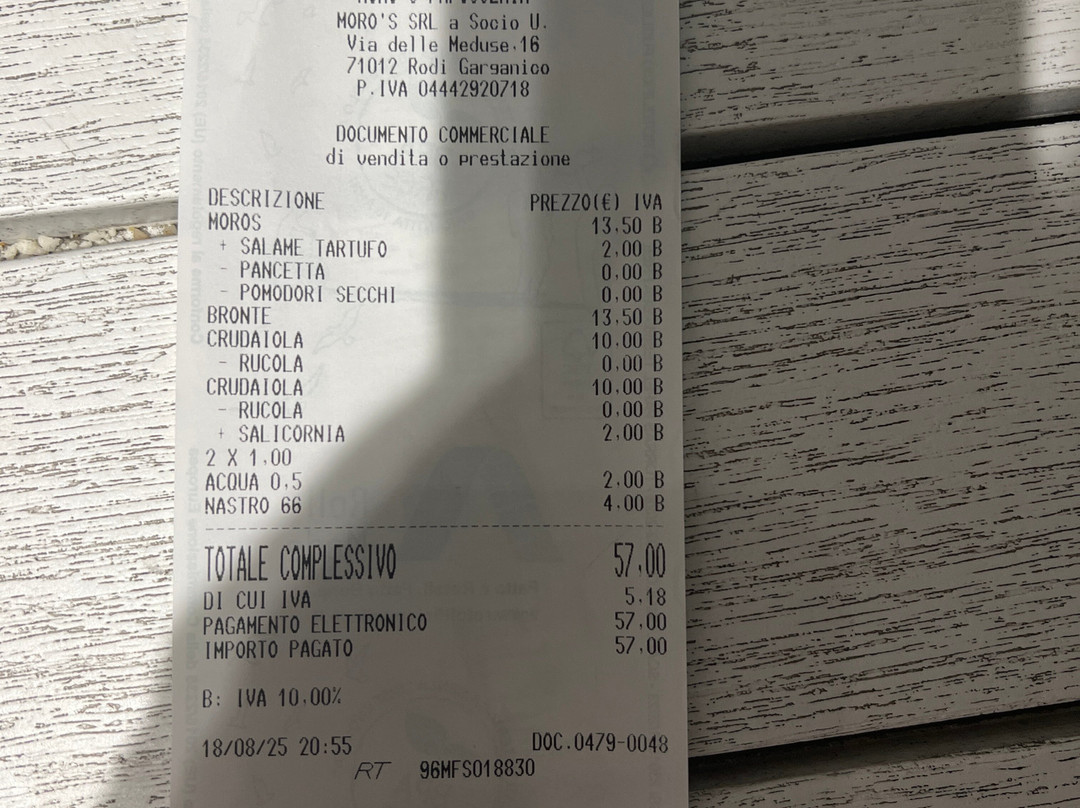 MORO'S SRL a Socio U.
Via delle Meduse,16
71012 Rodi Garganico
P.IVA 04442920718
DOCUMENTO COMMERCIALE
di vendita o prestazione
DESCRIZIONE PREZZO(€) IVA
MOROS 13,50 B
+ SALAME TARTUFO 2,00 B
- PANCETTA 0,00 B
- POMODORI SECCHI 0,00 B
BRONTE 13,50 B
CRUDAIOLA 10,00 B
- RUCOLA 0,00 B
CRUDAIOLA 10,00 B
- RUCOLA 0,00 B
+ SALICORNIA 2,00 B
2 X 1,00
ACQUA 0,5 2,00 B
NASTRO 66 4,00 B
TOTALE COMPLESSIVO 57,00
DI CUI IVA 5,18
PAGAMENTO ELETTRONICO 57,00
IMPORTO PAGATO 57,00
B: IVA 10,00%
18/08/25 20:55 DOC.0479-0048
RT 96MFS018830